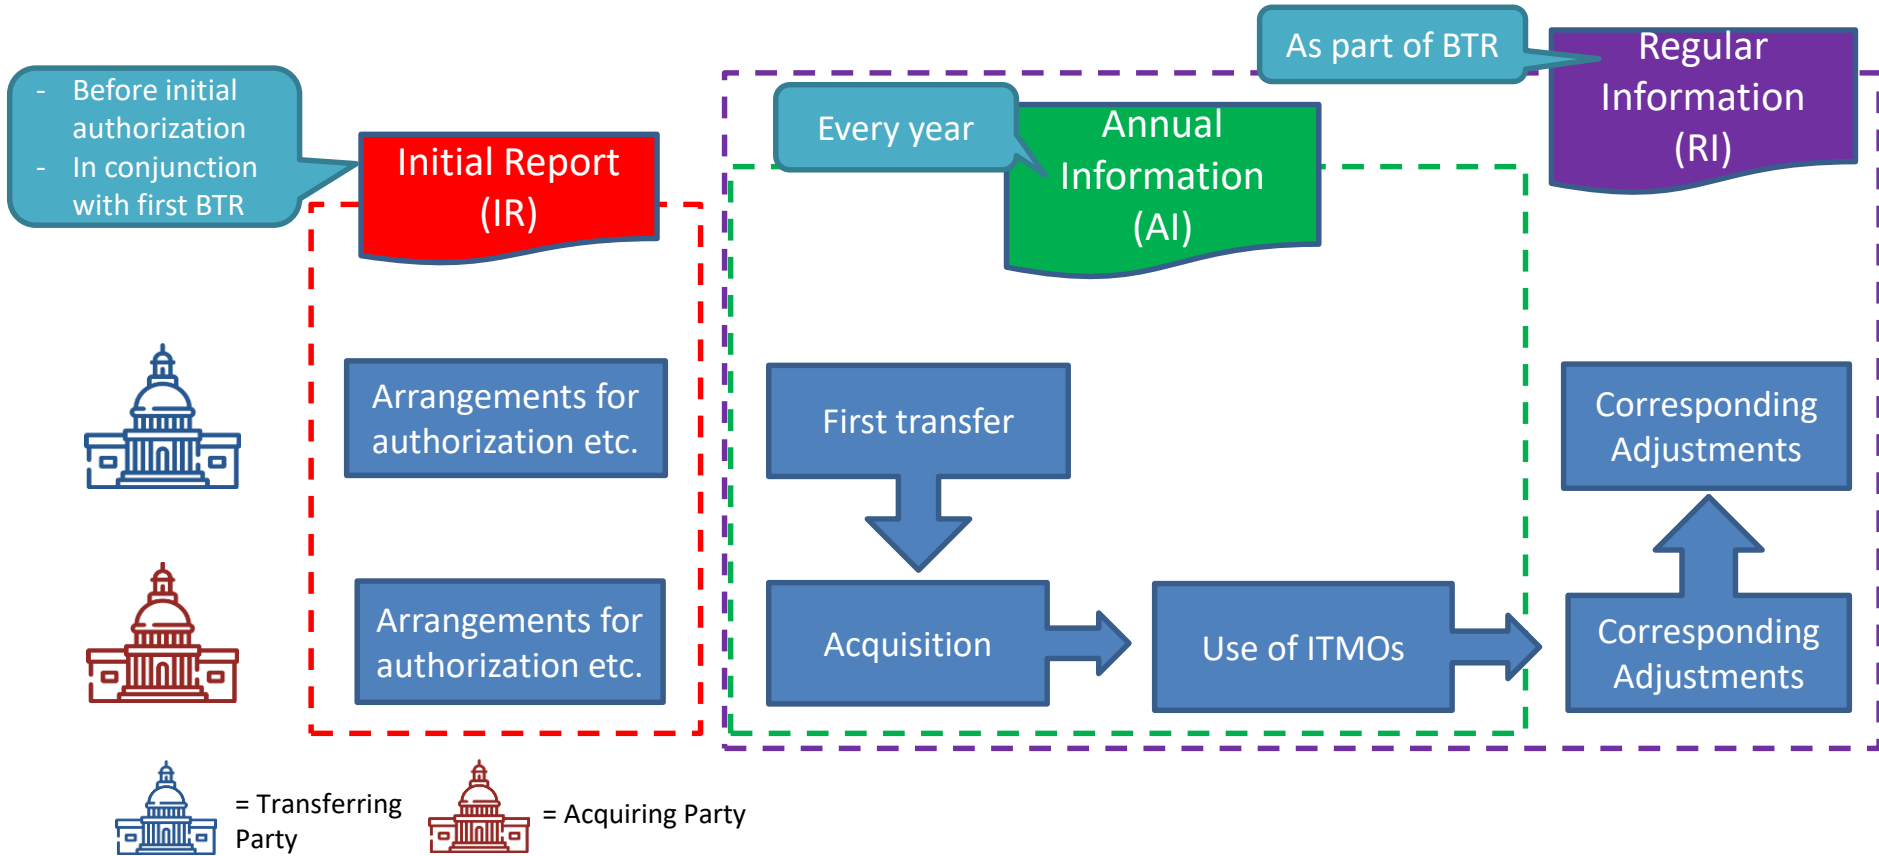 - Before initial
authorization
- In conjunction
with first BTR
Initial Report
(IR)
Every year
Annual
Information
(AI)
As part of BTR
Regular
Information
(RI)
Arrangements for
authorization etc.
First transfer
Corresponding
Adjustments
Arrangements for
authorization etc.
Acquisition
Use of ITMOs
Corresponding
Adjustments
= Transferring
Party
= Acquiring Party